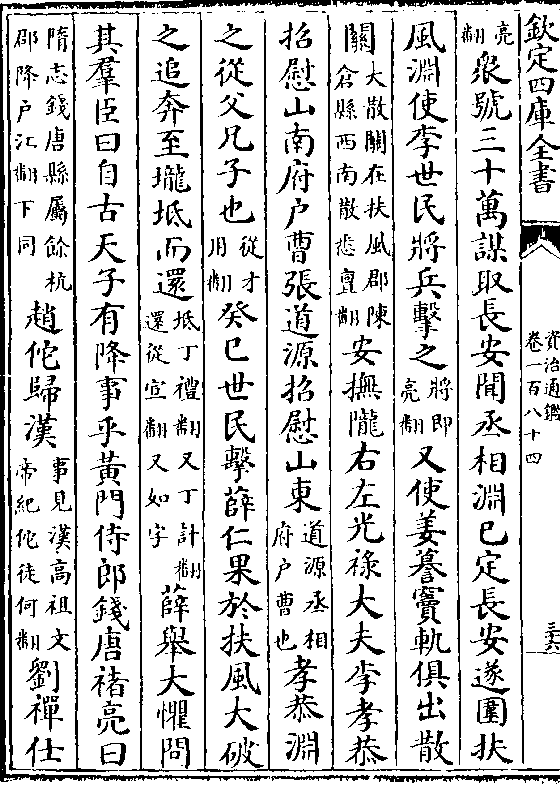 欽定四庫全書
資治通鑑
卷一百八十四
三六
亮
翻
衆號三十萬謀取長安聞丞相淵已定長安遂圍扶
風淵使李世民將兵擊之
將即
亮翻
又使姜謩竇軌俱出散
關
大散關在扶風郡陳
倉縣西南散悉亶翻
安撫隴右左光祿大夫李孝恭
招慰山南府户曹張道源招慰山東
道源丞相
府户曹也
孝恭淵
之從父兄子也
從才
用翻
癸巳世民擊薛仁果於扶風大破
之追奔至壠坻而還
坻丁禮翻又丁計翻
還從宣翻又如字
薛舉大懼問
其羣臣曰自古天子有降事乎黃門侍郎錢唐褚亮曰
隋志錢唐縣屬餘杭
郡降户江翻下同
趙佗歸漢
事見漢高祖文
帝紀佗徒何翻
劉禪仕